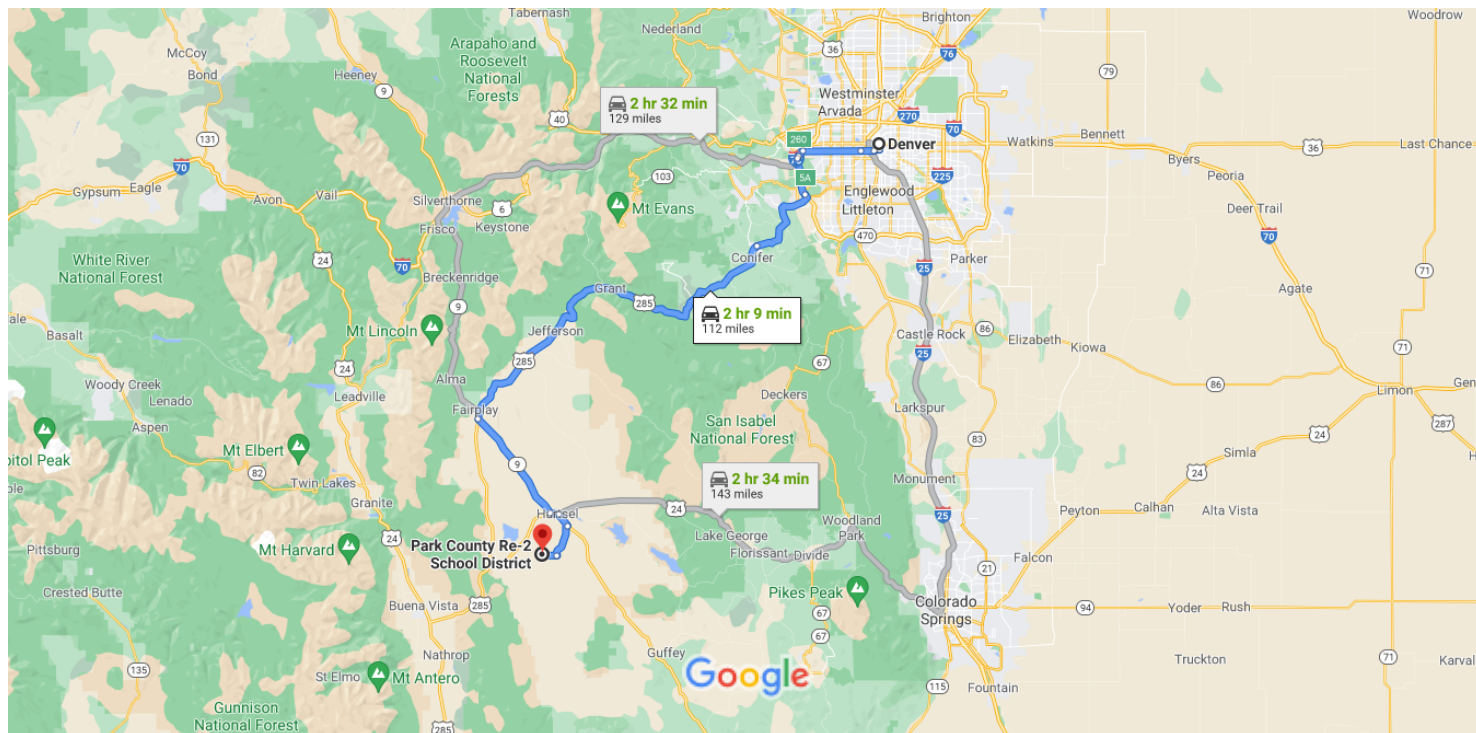 Tabernash
Brighton
Woodrow
Nederland
36
76
McCoy
Arapaho and
Roosevelt
National
Forests
Bond
Heeney
9
79
Westminster
Arvada
2 hr 32 min
129 miles
40
270
70
131
260
Denver
Watkins
Bennett
36
Last Chance
70
Byers
Peoria
103
5A
225
Gypsum
Eagle
Avon
Vail
Silverthorne
6
Mt Evans
Englewood
Littleton
Deer Trail
Frisco
Keystone
470
70
White River
National Forest
24
70
Conifer
Parker
25
71
Breckenridge
Grant
285
Agate
9
2 hr 9 min
112 miles
ale
Basalt
Mt Lincoln
Jefferson
Castle Rock
86
Elizabeth
Kiowa
71
285
25
67
24
Alma
Woody Creek
Lenado
Leadville
Deckers
86
Limon
Gen
Fairplay
Larkspur
Aspen
San Isabel
National Forest
287
83
24
Mt Elbert
9
Simla
itol Peak
82
24
Twin Lakes
2 hr 34 min
143 miles
Monument
ole
Granite
24
25
Peyton
Calhan
Alta Vista
Woodland
Park
24
Lake George
Florissant
Divide
Park County Re-2
School District
Pittsburg
Mt Harvard
Falcon
21
Crested Butte
Pikes Peak
Buena Vista
285
Colorado
Springs
94
Yoder
Rush
67
67
Nathrop
Guffey
135
St Elmo
Mt Antero
Google
Truckton
71
Karval
115
Fountain
Gunnison
National Forest
285